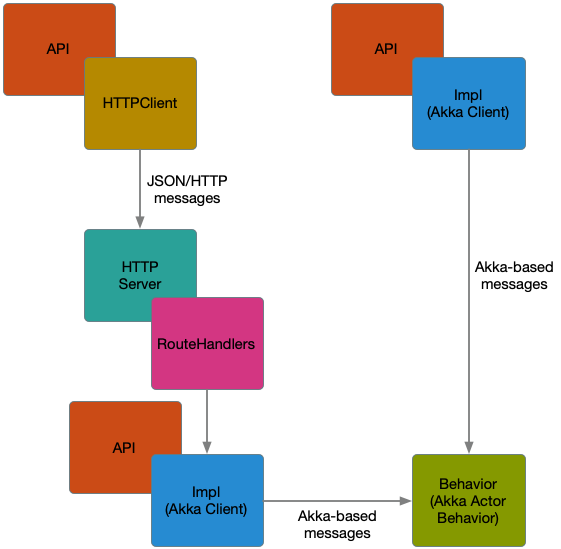 API
HTTPClient
JSON/HTTP
messages
HTTP
Server
RouteHandlers
API
Impl
(Akka Client)
Akka-based
messages
API
Impl
(Akka Client)
Akka-based
messages
Behavior
(Akka Actor
Behavior)